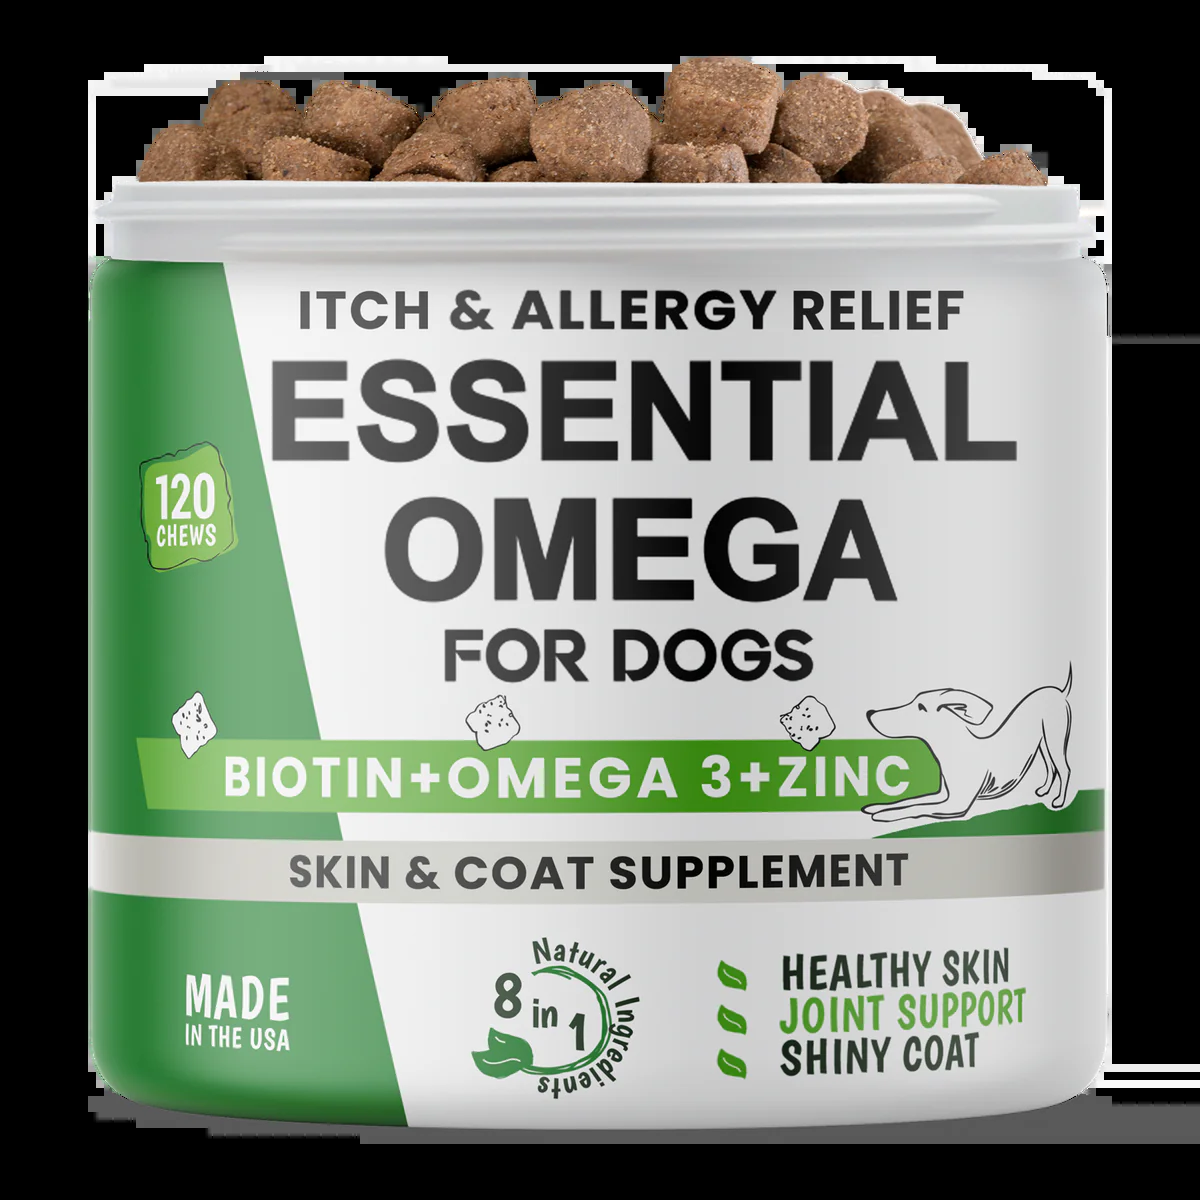 ITCH & ALLERGY RELIEF
ESSENTIAL
OMEGA
FOR DOGS
120
CHEWS
BIOTIN+OMEGA 3+ZINC
SKIN & COAT SUPPLEMENT
MADE
IN THE USA
8 in 1
Natural Ingredients
HEALTHY SKIN
JOINT SUPPORT
SHINY COAT